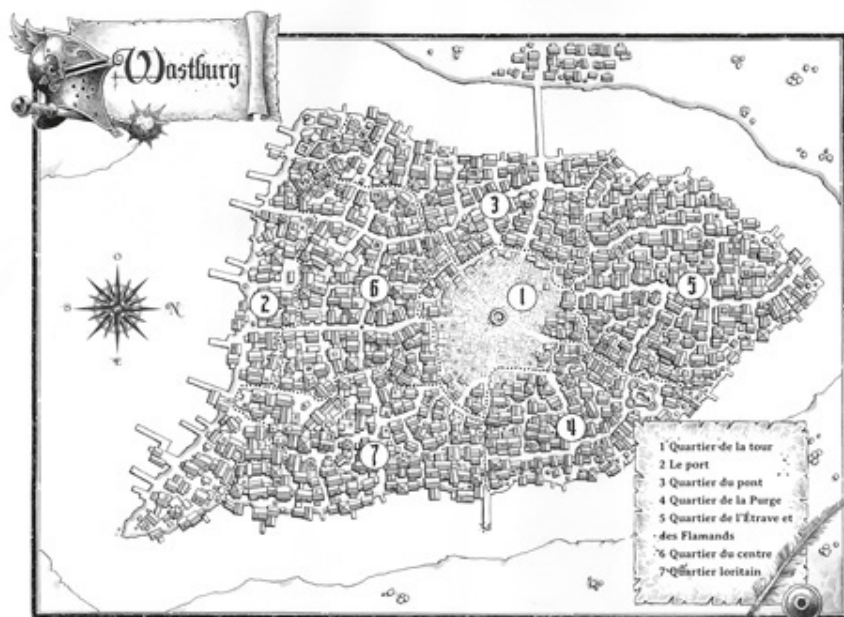 Wastburg
O
S
N
E
3
5
6
1
2
4
7
1 Quartier de la tour
2 Le port
3 Quartier du pont
4 Quartier de la Purge
5 Quartier de l'Étrave et
des Flamands
6 Quartier du centre
7 Quartier loritain